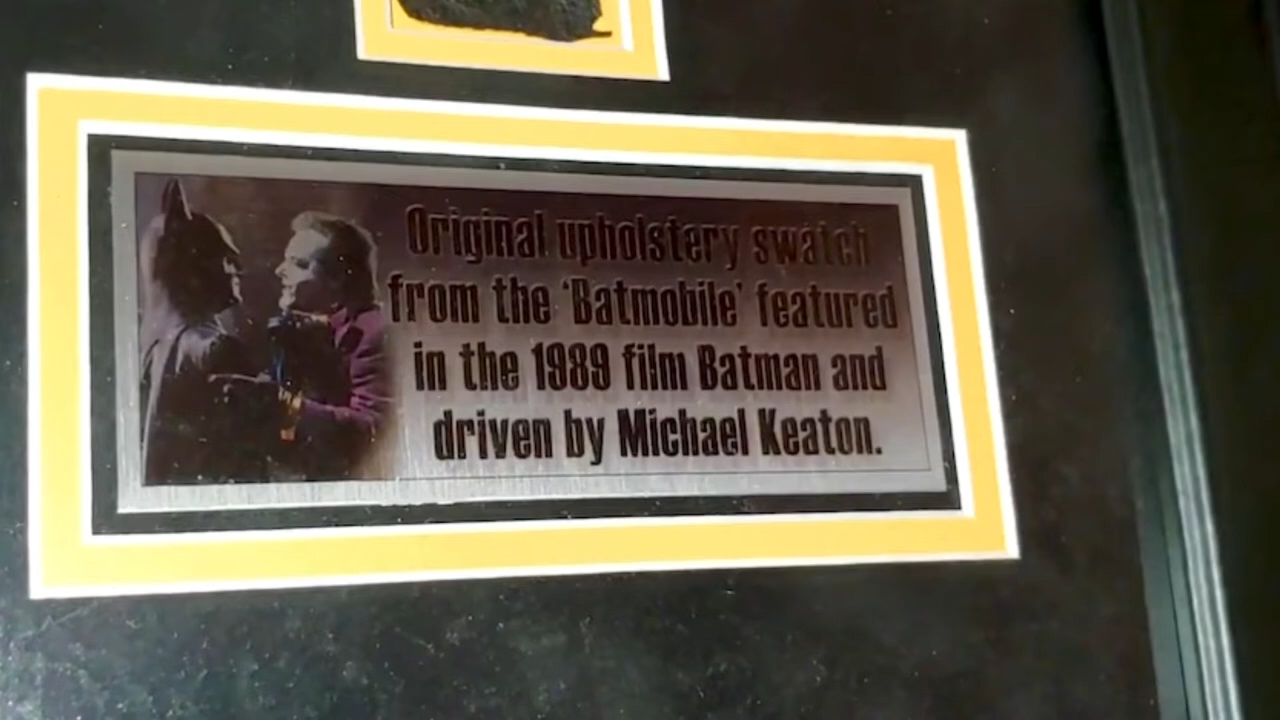 Original upholstery swatch
from the ‘Batmobile’ featured
in the 1989 film Batman and
driven by Michael Keaton.